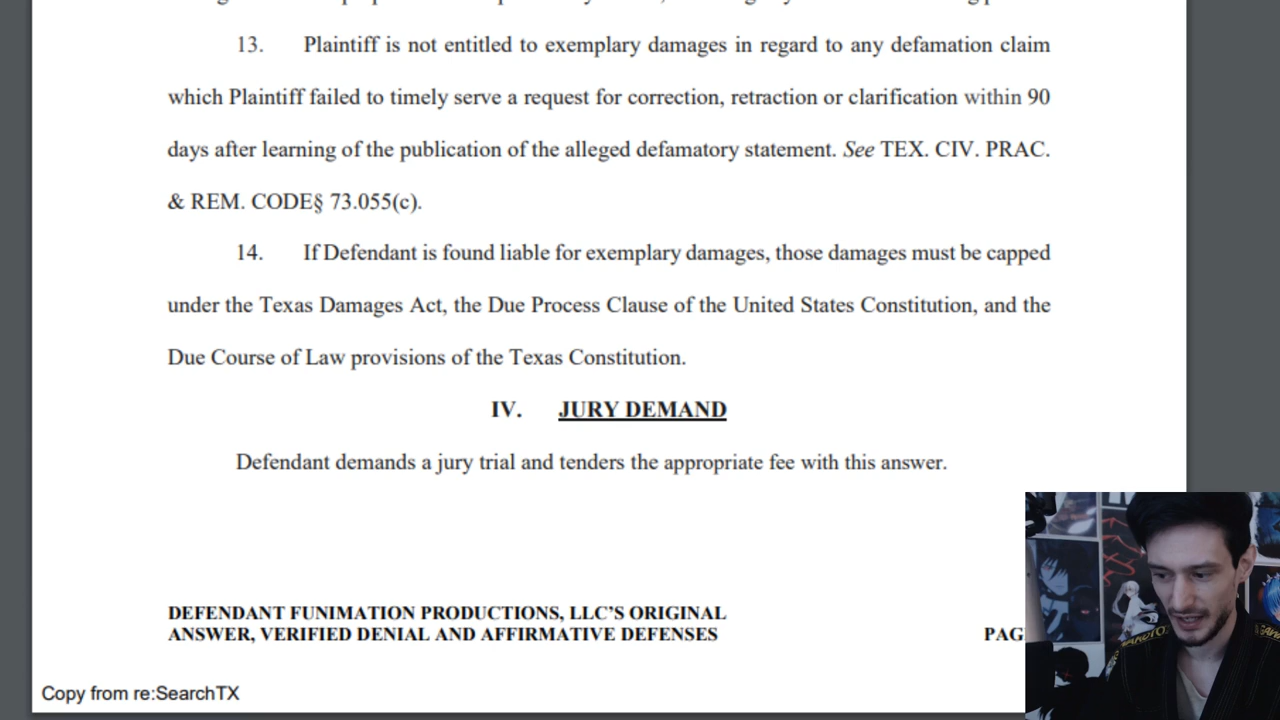 13. Plaintiff is not entitled to exemplary damages in regard to any defamation claim
which Plaintiff failed to timely serve a request for correction, retraction or clarification within 90
days after learning of the publication of the alleged defamatory statement. See TEX. CIV. PRAC.
& REM. CODE§ 73.055(c).
14. If Defendant is found liable for exemplary damages, those damages must be capped
under the Texas Damages Act, the Due Process Clause of the United States Constitution, and the
Due Course of Law provisions of the Texas Constitution.
IV. JURY DEMAND
Defendant demands a jury trial and tenders the appropriate fee with this answer.
DEFENDANT FUNIMATION PRODUCTIONS, LLC'S ORIGINAL
ANSWER, VERIFIED DENIAL AND AFFIRMATIVE DEFENSES
Copy from re:SearchTX